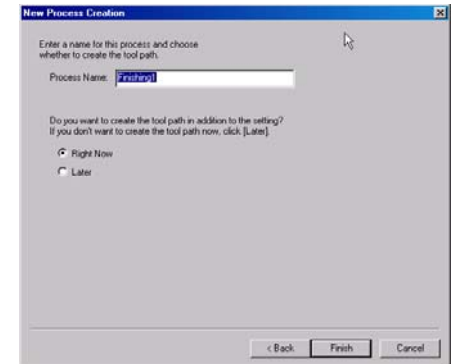 New Process Creation
Enter a name for this process and choose
whether to create the tool path.
Process Name: Finishing1
Do you want to create the tool path in addition to the setting?
If you don't want to create the tool path now, click [Later].
Right Now
Later
< Back
Finish
Cancel